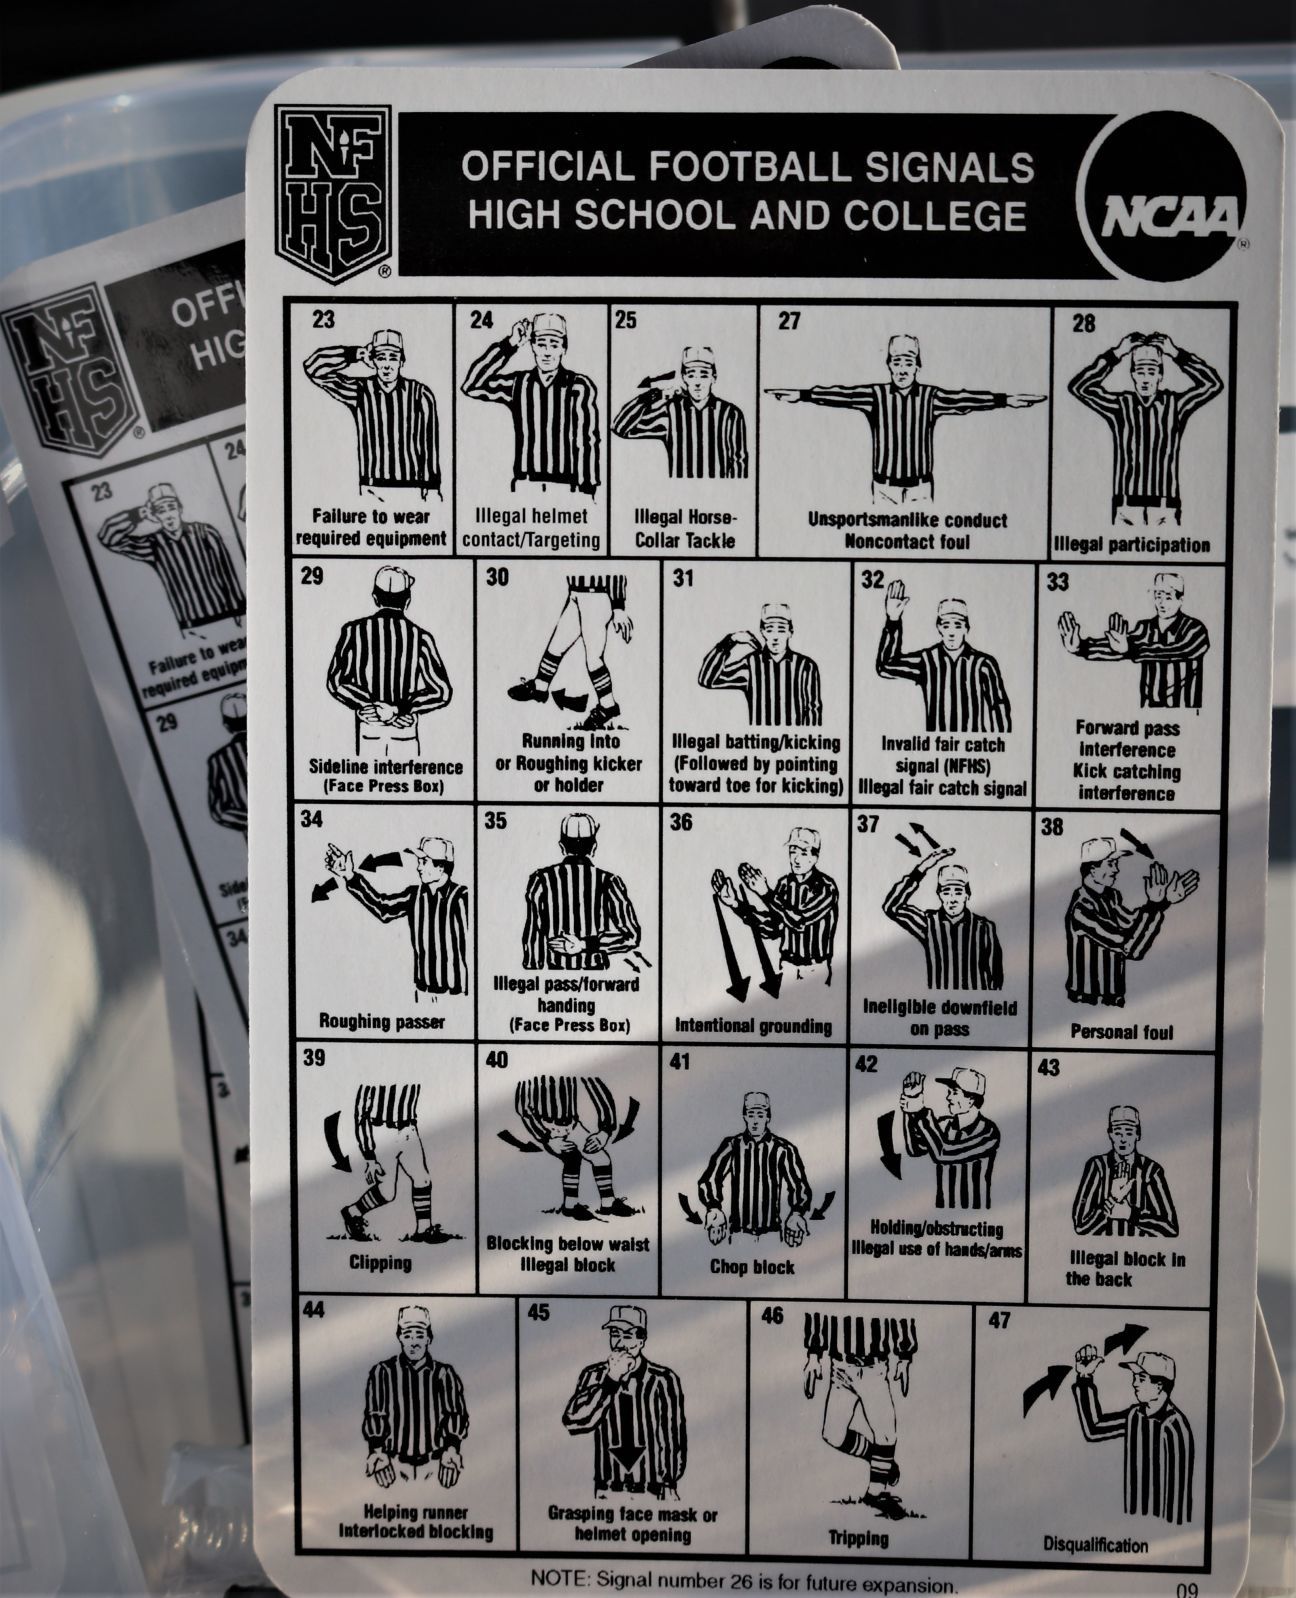 NFHS
®
OFFICIAL FOOTBALL SIGNALS
HIGH SCHOOL AND COLLEGE
NCAA
®
23
Failure to wear
required equipment
24
Illegal helmet
contact/Targeting
25
Illegal Horse-
Collar Tackle
27
Unsportsmanlike conduct
Noncontact foul
28
Illegal participation
29
Sideline interference
(Face Press Box)
30
Running into
or Roughing kicker
or holder
31
Illegal batting/kicking
(Followed by pointing
toward toe for kicking)
32
Invalid fair catch
signal (NFHS)
Illegal fair catch signal
33
Forward pass
interference
Kick catching
interference
34
Roughing passer
35
Illegal pass/forward
handing
(Face Press Box)
36
Intentional grounding
37
Ineligible downfield
on pass
38
Personal foul
39
Clipping
40
Blocking below waist
Illegal block
41
Chop block
42
Holding/obstructing
Illegal use of hands/arms
43
Illegal block in
the back
44
Helping runner
Interlocked blocking
45
Grasping face mask or
helmet opening
46
Tripping
47
Disqualification
NOTE: Signal number 26 is for future expansion.
09
NFHS
®
OFFI
HIG
23
24
Failure to wea
required equipm
29
Side
34
3